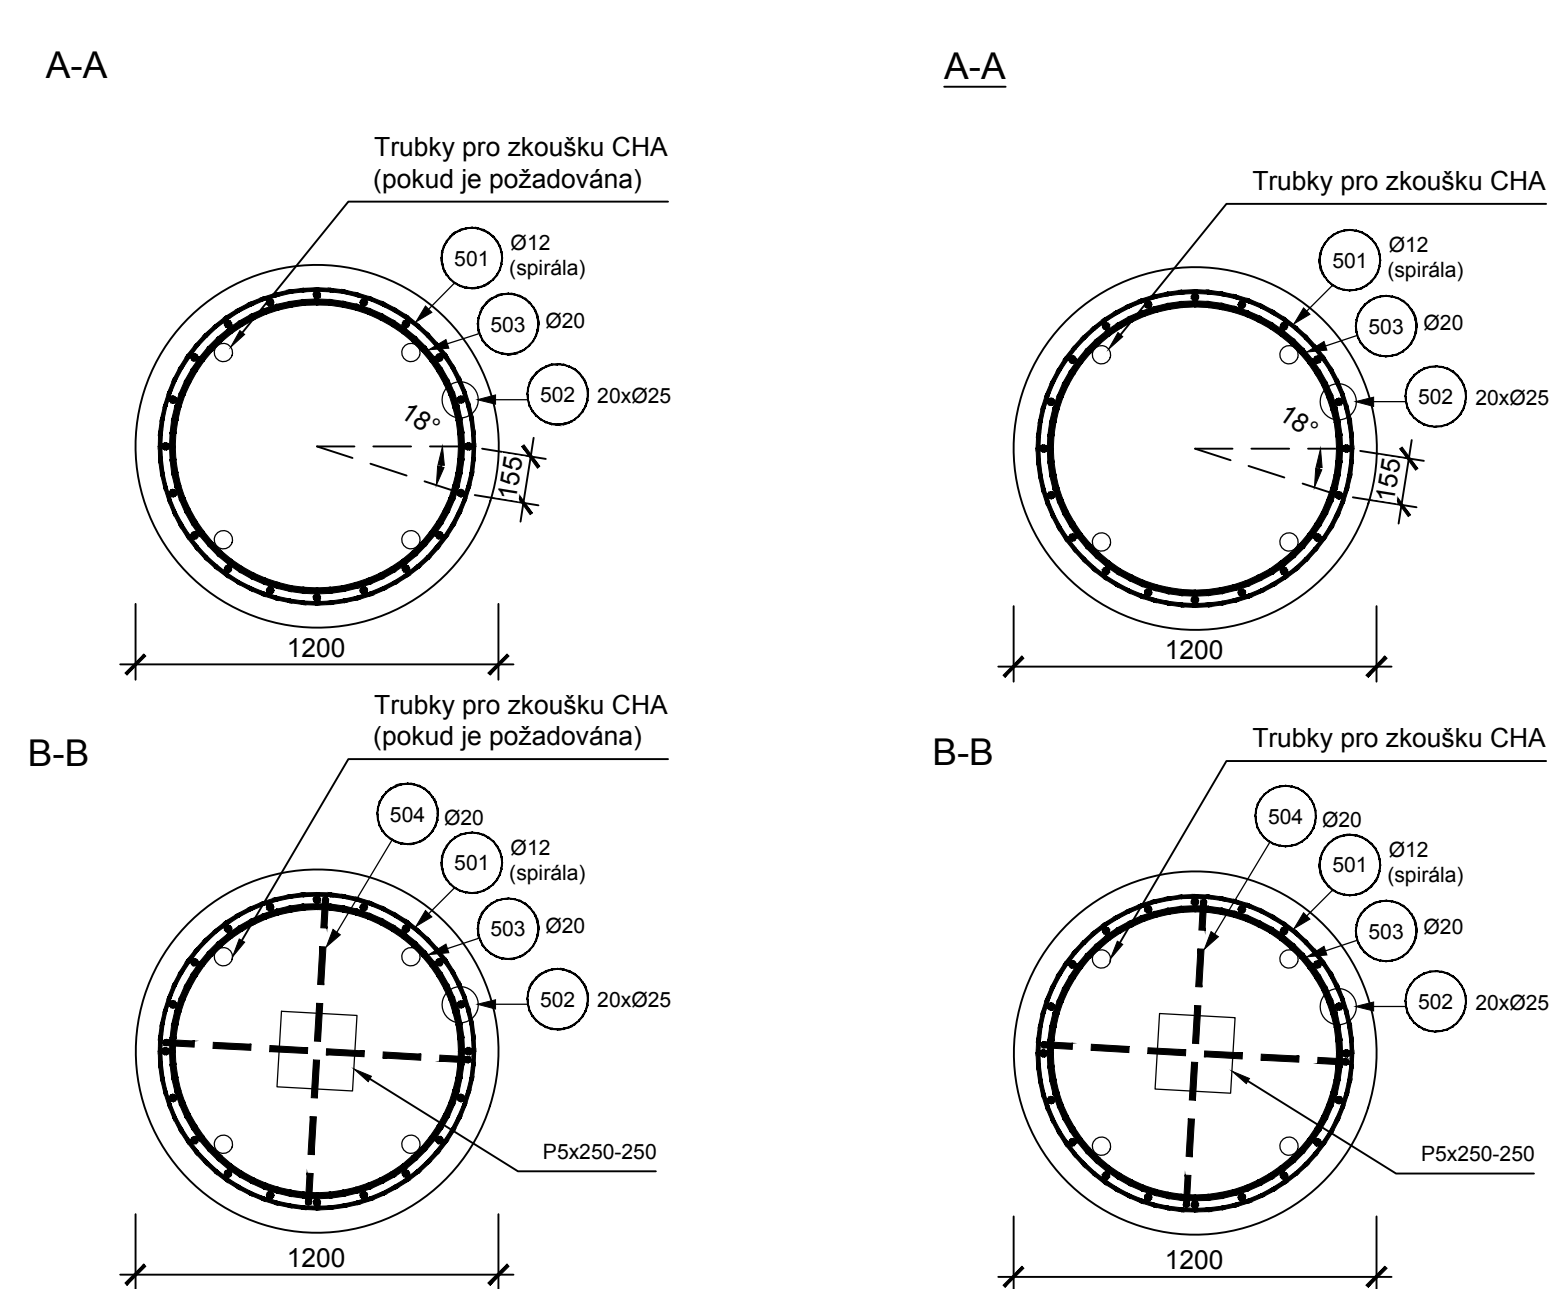 A-A
Trubky pro zkoušku CHA
(pokud je požadována)
501
Ø12
(spirála)
503
Ø20
502
20xØ25
18°
155
1200
A-A
Trubky pro zkoušku CHA
501
Ø12
(spirála)
503
Ø20
502
20xØ25
18°
155
1200
B-B
Trubky pro zkoušku CHA
(pokud je požadována)
504
Ø20
501
Ø12
(spirála)
503
Ø20
502
20xØ25
P5x250-250
1200
B-B
Trubky pro zkoušku CHA
504
Ø20
501
Ø12
(spirála)
503
Ø20
502
20xØ25
P5x250-250
1200